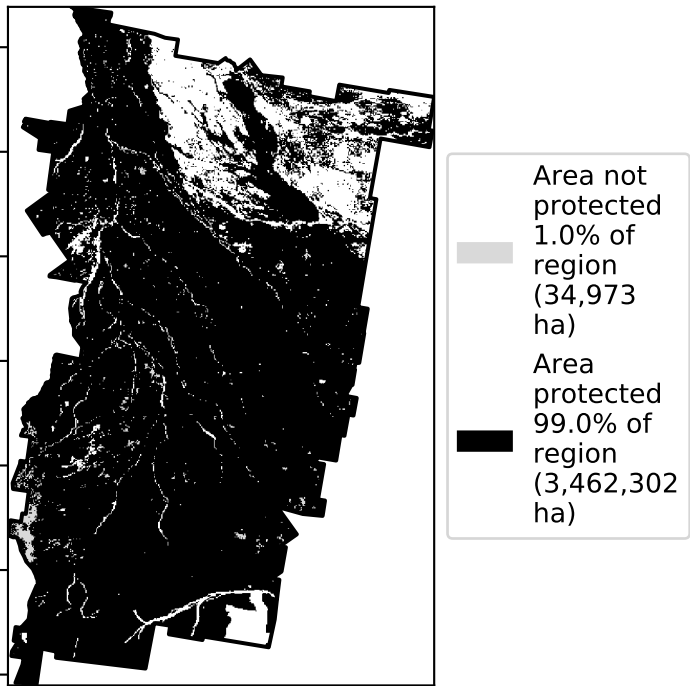 Area not
protected
1.0% of
region
(34,973
ha)
Area
protected
99.0% of
region
(3,462,302
ha)